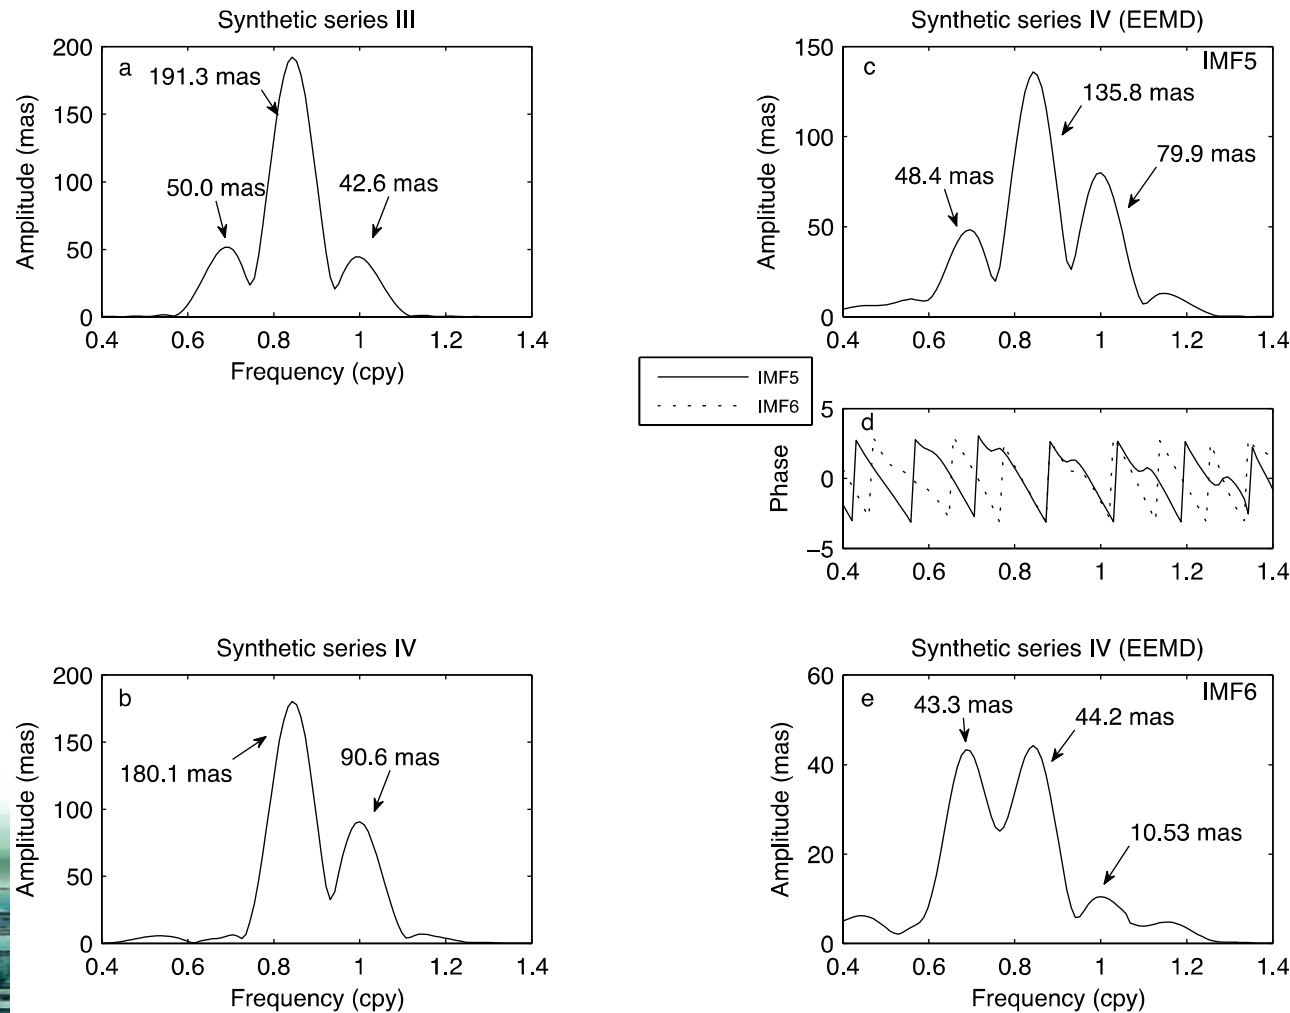 Synthetic series III
a
191.3 mas
50.0 mas
42.6 mas
Amplitude (mas)
200
150
100
50
0
0.4 0.6 0.8 1 1.2 1.4
Frequency (cpy)
Synthetic series IV (EEMD)
IMF5
c
135.8 mas
79.9 mas
48.4 mas
Amplitude (mas)
150
100
50
0
0.4 0.6 0.8 1 1.2 1.4
IMF5
IMF6
d
Phase
5
0
−5
0.4 0.6 0.8 1 1.2 1.4
Synthetic series IV
b
180.1 mas
90.6 mas
Amplitude (mas)
200
150
100
50
0
0.4 0.6 0.8 1 1.2 1.4
Frequency (cpy)
Synthetic series IV (EEMD)
IMF6
e
43.3 mas
44.2 mas
10.53 mas
Amplitude (mas)
60
40
20
0
0.4 0.6 0.8 1 1.2 1.4
Frequency (cpy)